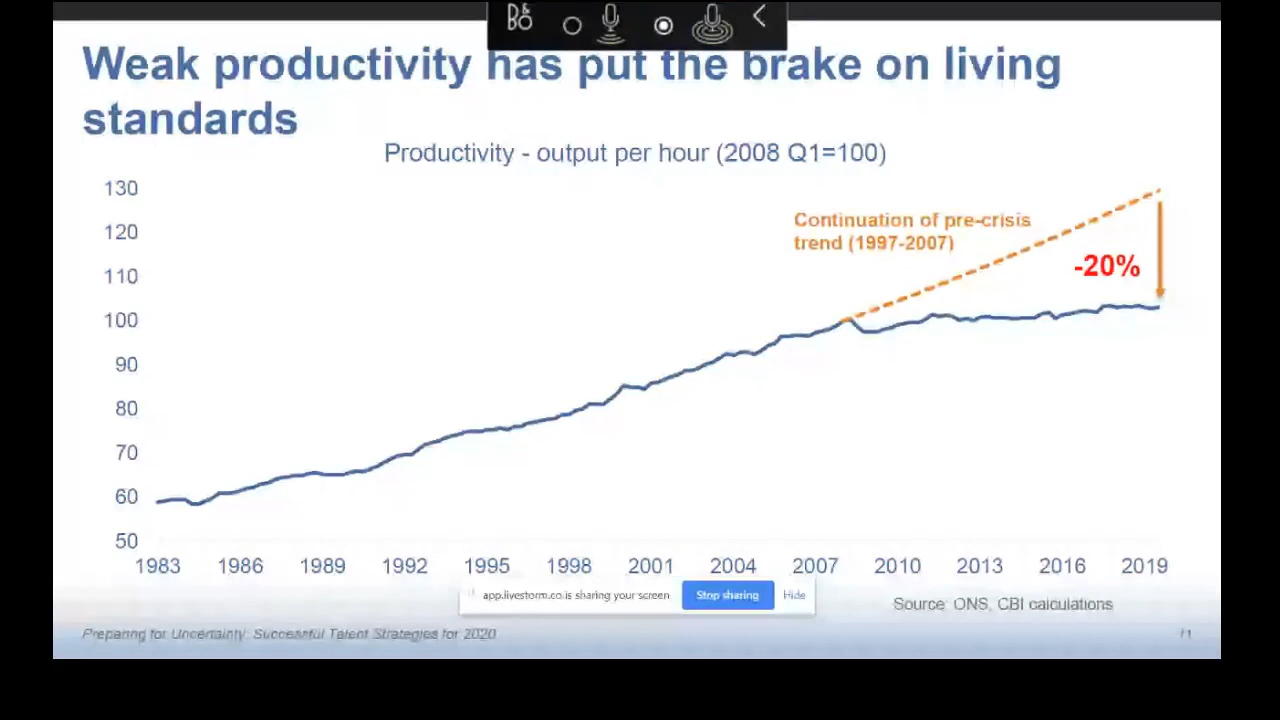 B&O
Weak productivity has put the brake on living
standards
Productivity - output per hour (2008 Q1=100)
130
120
110
100
90
80
70
60
50
Continuation of pre-crisis
trend (1997-2007)
-20%
1983 1986 1989 1992 1995 1998 2001 2004 2007 2010 2013 2016 2019
app.livestorm.co is sharing your screen Stop sharing Hide
Source: ONS, CBI calculations
Preparing for Uncertainty: Successful Talent Strategies for 2020